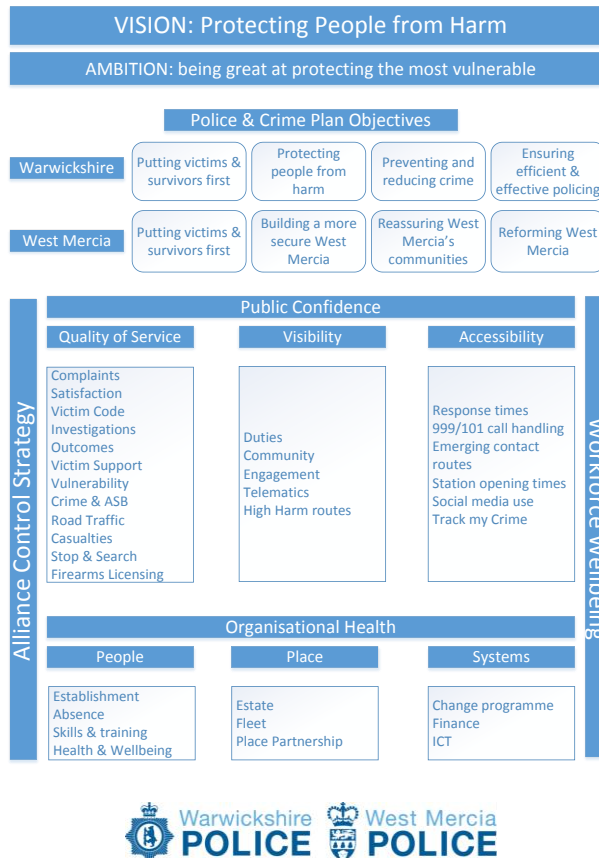 VISION: Protecting People from Harm
AMBITION: being great at protecting the most vulnerable
Police & Crime Plan Objectives
Warwickshire
Putting victims &
survivors first
Protecting
people from
harm
Preventing and
reducing crime
Ensuring
efficient &
effective policing
West Mercia
Putting victims &
survivors first
Building a more
secure West
Mercia
Reassuring West
Mercia's
communities
Reforming West
Mercia
Alliance Control Strategy
Public Confidence
Quality of Service
Complaints
Satisfaction
Victim Code
Investigations
Outcomes
Victim Support
Vulnerability
Crime & ASB
Road Traffic
Casualties
Stop & Search
Firearms Licensing
Visibility
Duties
Community
Engagement
Telematics
High Harm routes
Accessibility
Response times
999/101 call handling
Emerging contact
routes
Station opening times
Social media use
Track my Crime
Workforce Wellbeing
Organisational Health
People
Establishment
Absence
Skills & training
Health & Wellbeing
Place
Estate
Fleet
Place Partnership
Systems
Change programme
Finance
ICT
Warwickshire
POLICE
West Mercia
POLICE